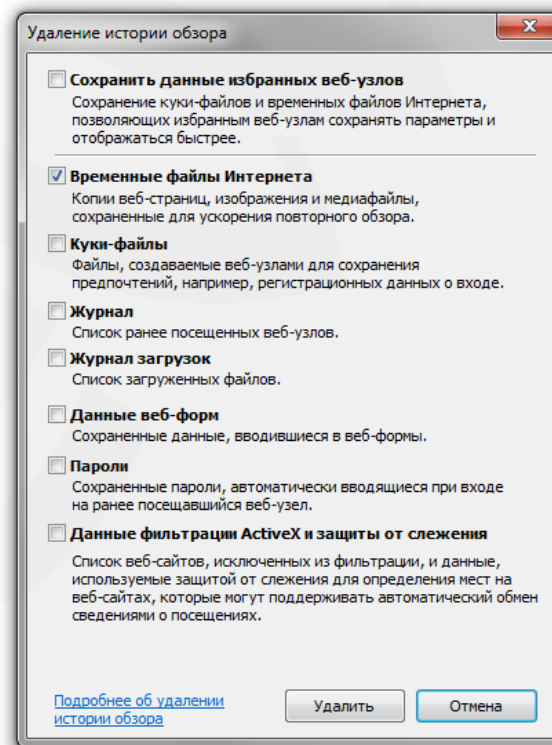 Удаление истории обзора
Сохранить данные избранных веб-узлов
Сохранение куки-файлов и временных файлов Интернета,
позволяющих избранным веб-узлам сохранять параметры и
отображаться быстрее.
Временные файлы Интернета
Копии веб-страниц, изображения и медиафайлы,
сохраненные для ускорения повторного обзора.
Куки-файлы
Файлы, создаваемые веб-узлами для сохранения
предпочтений, например, регистрационных данных о входе.
Журнал
Список ранее посещенных веб-узлов.
Журнал загрузок
Список загруженных файлов.
Данные веб-форм
Сохраненные данные, вводившиеся в веб-формы.
Пароли
Сохраненные пароли, автоматически вводящиеся при входе
на ранее посещавшийся веб-узел.
Данные фильтрации ActiveX и защиты от слежения
Список веб-сайтов, исключенных из фильтрации, и данные,
используемые защитой от слежения для определения мест на
веб-сайтах, которые могут поддерживать автоматический обмен
сведениями о посещениях.
Подробнее об удалении
истории обзора
Удалить
Отмена